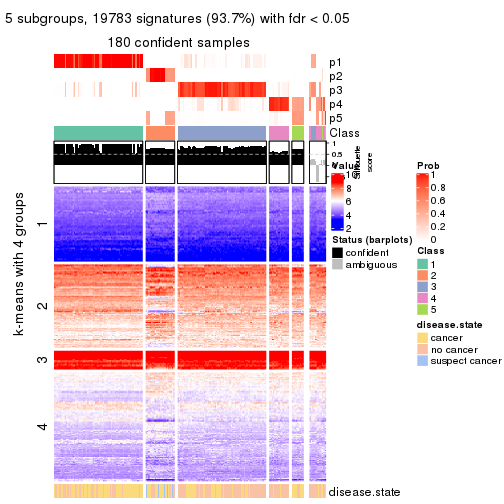 5 subgroups, 19783 signatures (93.7%) with fdr < 0.05
180 confident samples
p1
p2
p3
p4
p5
Class
1
0.5
0
Silhouette
score
k-means with 4 groups
1
2
3
4
disease.state
Value
10
8
6
4
2
Status (barplots)
confident
ambiguous
Prob
1
0.8
0.6
0.4
0.2
0
Class
1
2
3
4
5
disease.state
cancer
no cancer
suspect cancer